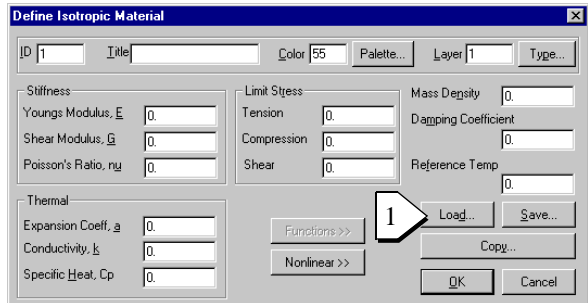 Define Isotropic Material
ID 1 Title Color 55 Palette... Layer 1 Type...
Stiffness
Youngs Modulus, E 0.
Shear Modulus, G 0.
Poisson's Ratio, nu 0.
Limit Stress
Tension 0.
Compression 0.
Shear 0.
Mass Density 0.
Damping Coefficient
0.
Reference Temp
0.
Thermal
Expansion Coeff, a 0.
Conductivity, k 0.
Specific Heat, Cp 0.
Functions >>
Nonlinear >>
1
Load... Save...
Copy...
OK Cancel